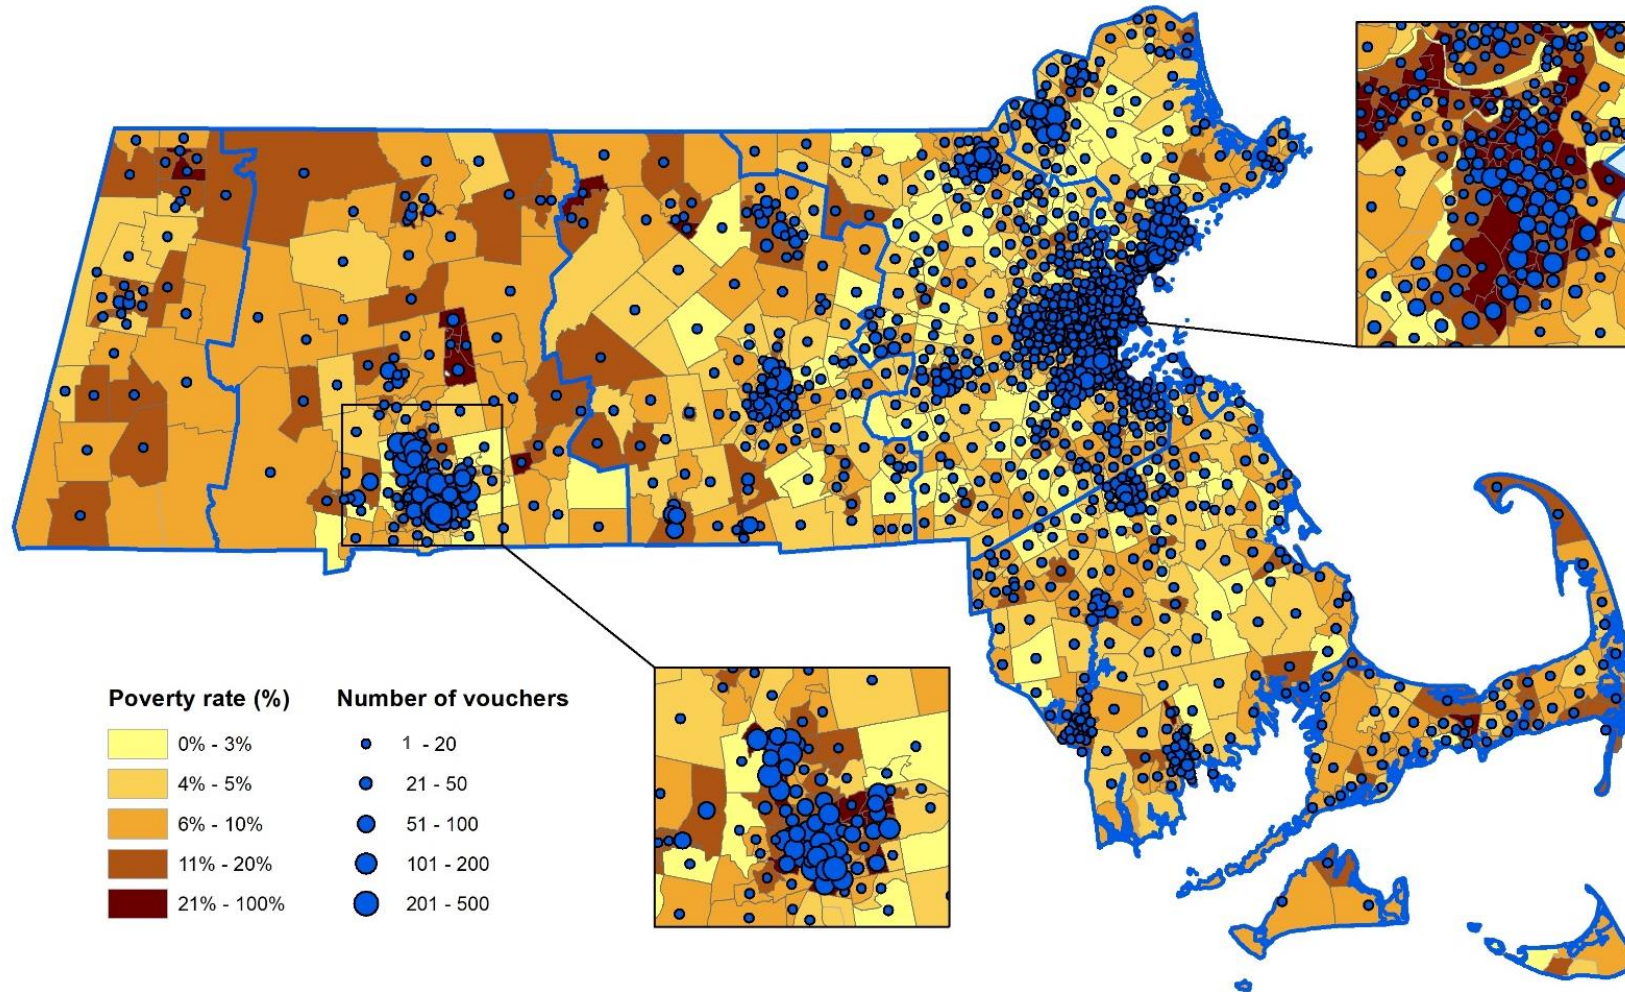 Poverty rate (%)
0% - 3%
4% - 5%
6% - 10%
11% - 20%
21% - 100%
Number of vouchers
1 - 20
21 - 50
51 - 100
101 - 200
201 - 500